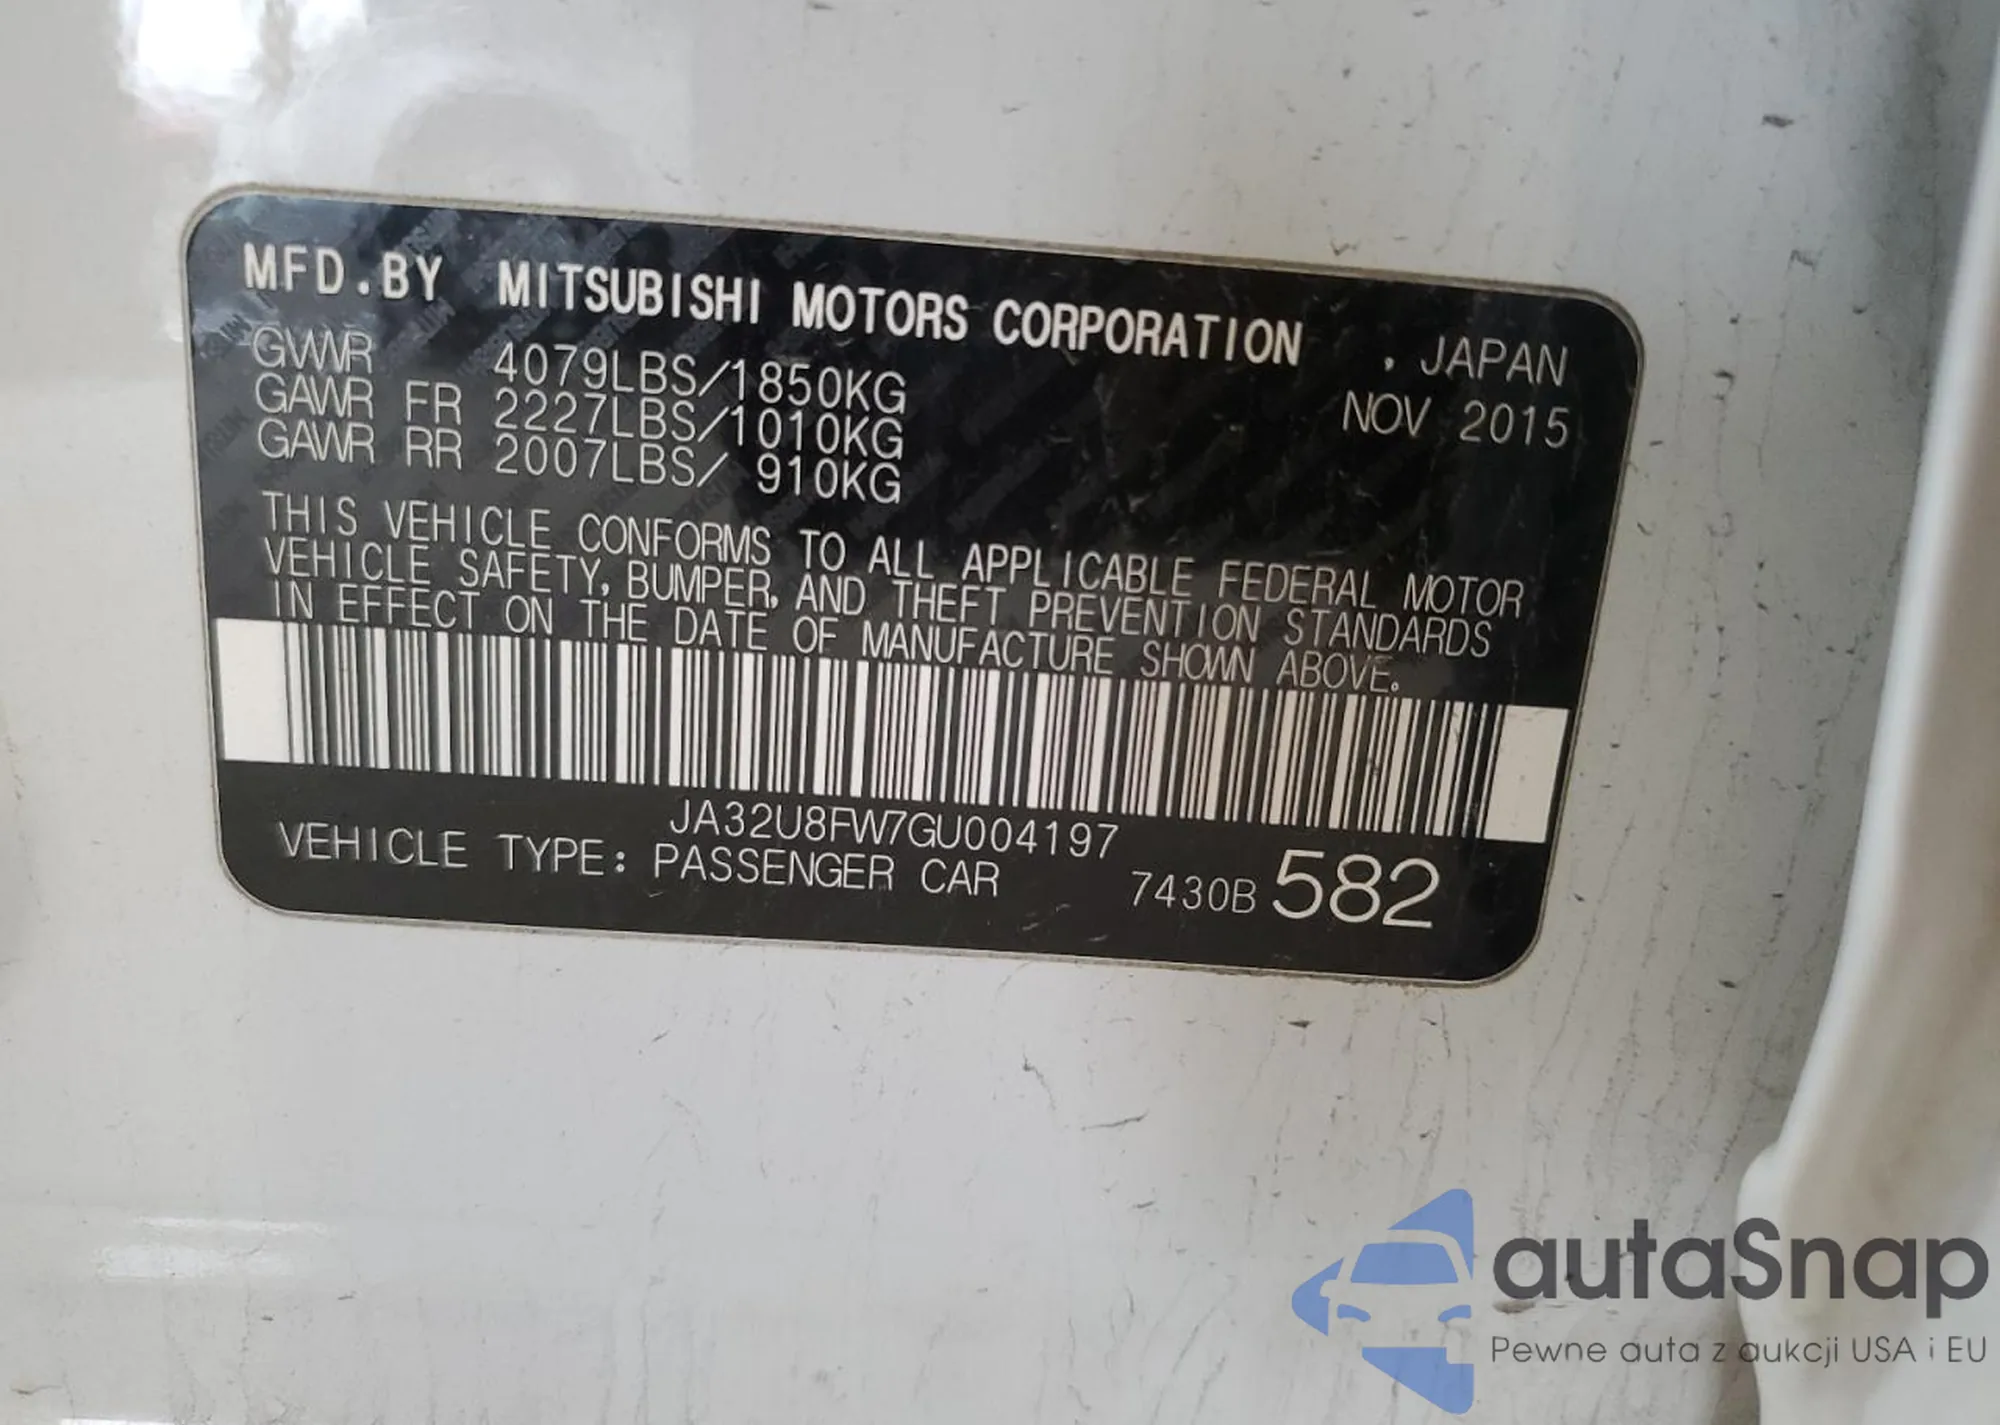 MFD.BY MITSUBISHI MOTORS CORPORATION , JAPAN
GVWR 4079LBS/1850KG NOV 2015
GAWR FR 2227LBS/1010KG
GAWR RR 2007LBS/ 910KG
THIS VEHICLE CONFORMS TO ALL APPLICABLE FEDERAL MOTOR
VEHICLE SAFETY, BUMPER, AND THEFT PREVENTION STANDARDS
IN EFFECT ON THE DATE OF MANUFACTURE SHOWN ABOVE.
JA32U8FW7GU004197
VEHICLE TYPE: PASSENGER CAR 7430B 582
autaSnap
Pewne auta z aukcji USA i EU